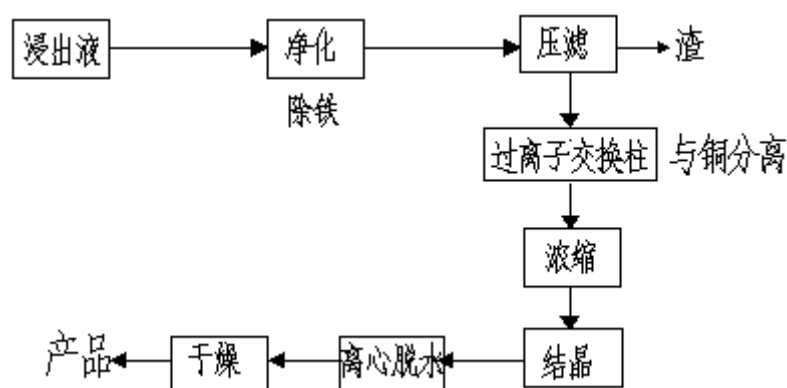 浸出液
净化
压滤
渣
除铁
过离子交换柱
与铜分离
浓缩
结晶
离心脱水
干燥
产品